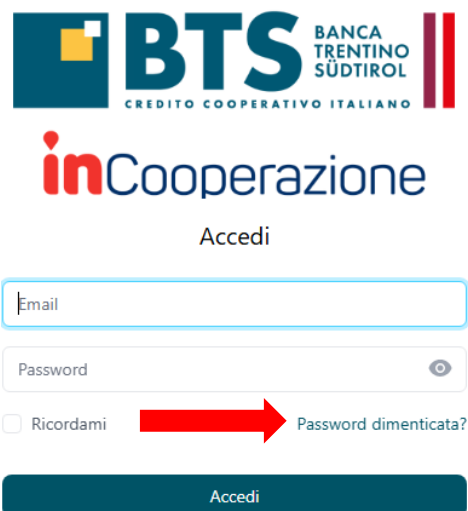 BTS
BANCA
TRENTINO
SÜDTIROL
CREDITO COOPERATIVO ITALIANO
inCooperazione
Accedi
Email
Password
Ricordami
Password dimenticata?
Accedi